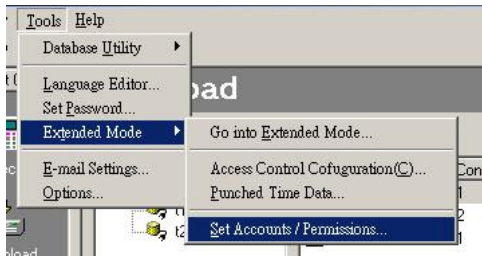 Tools Help
Database Utility
Language Editor...
Set Password...
Extended Mode
E-mail Settings...
Options...
Go into Extended Mode...
Access Control Cofuguration(C)...
Punched Time Data...
Set Accounts / Permissions...